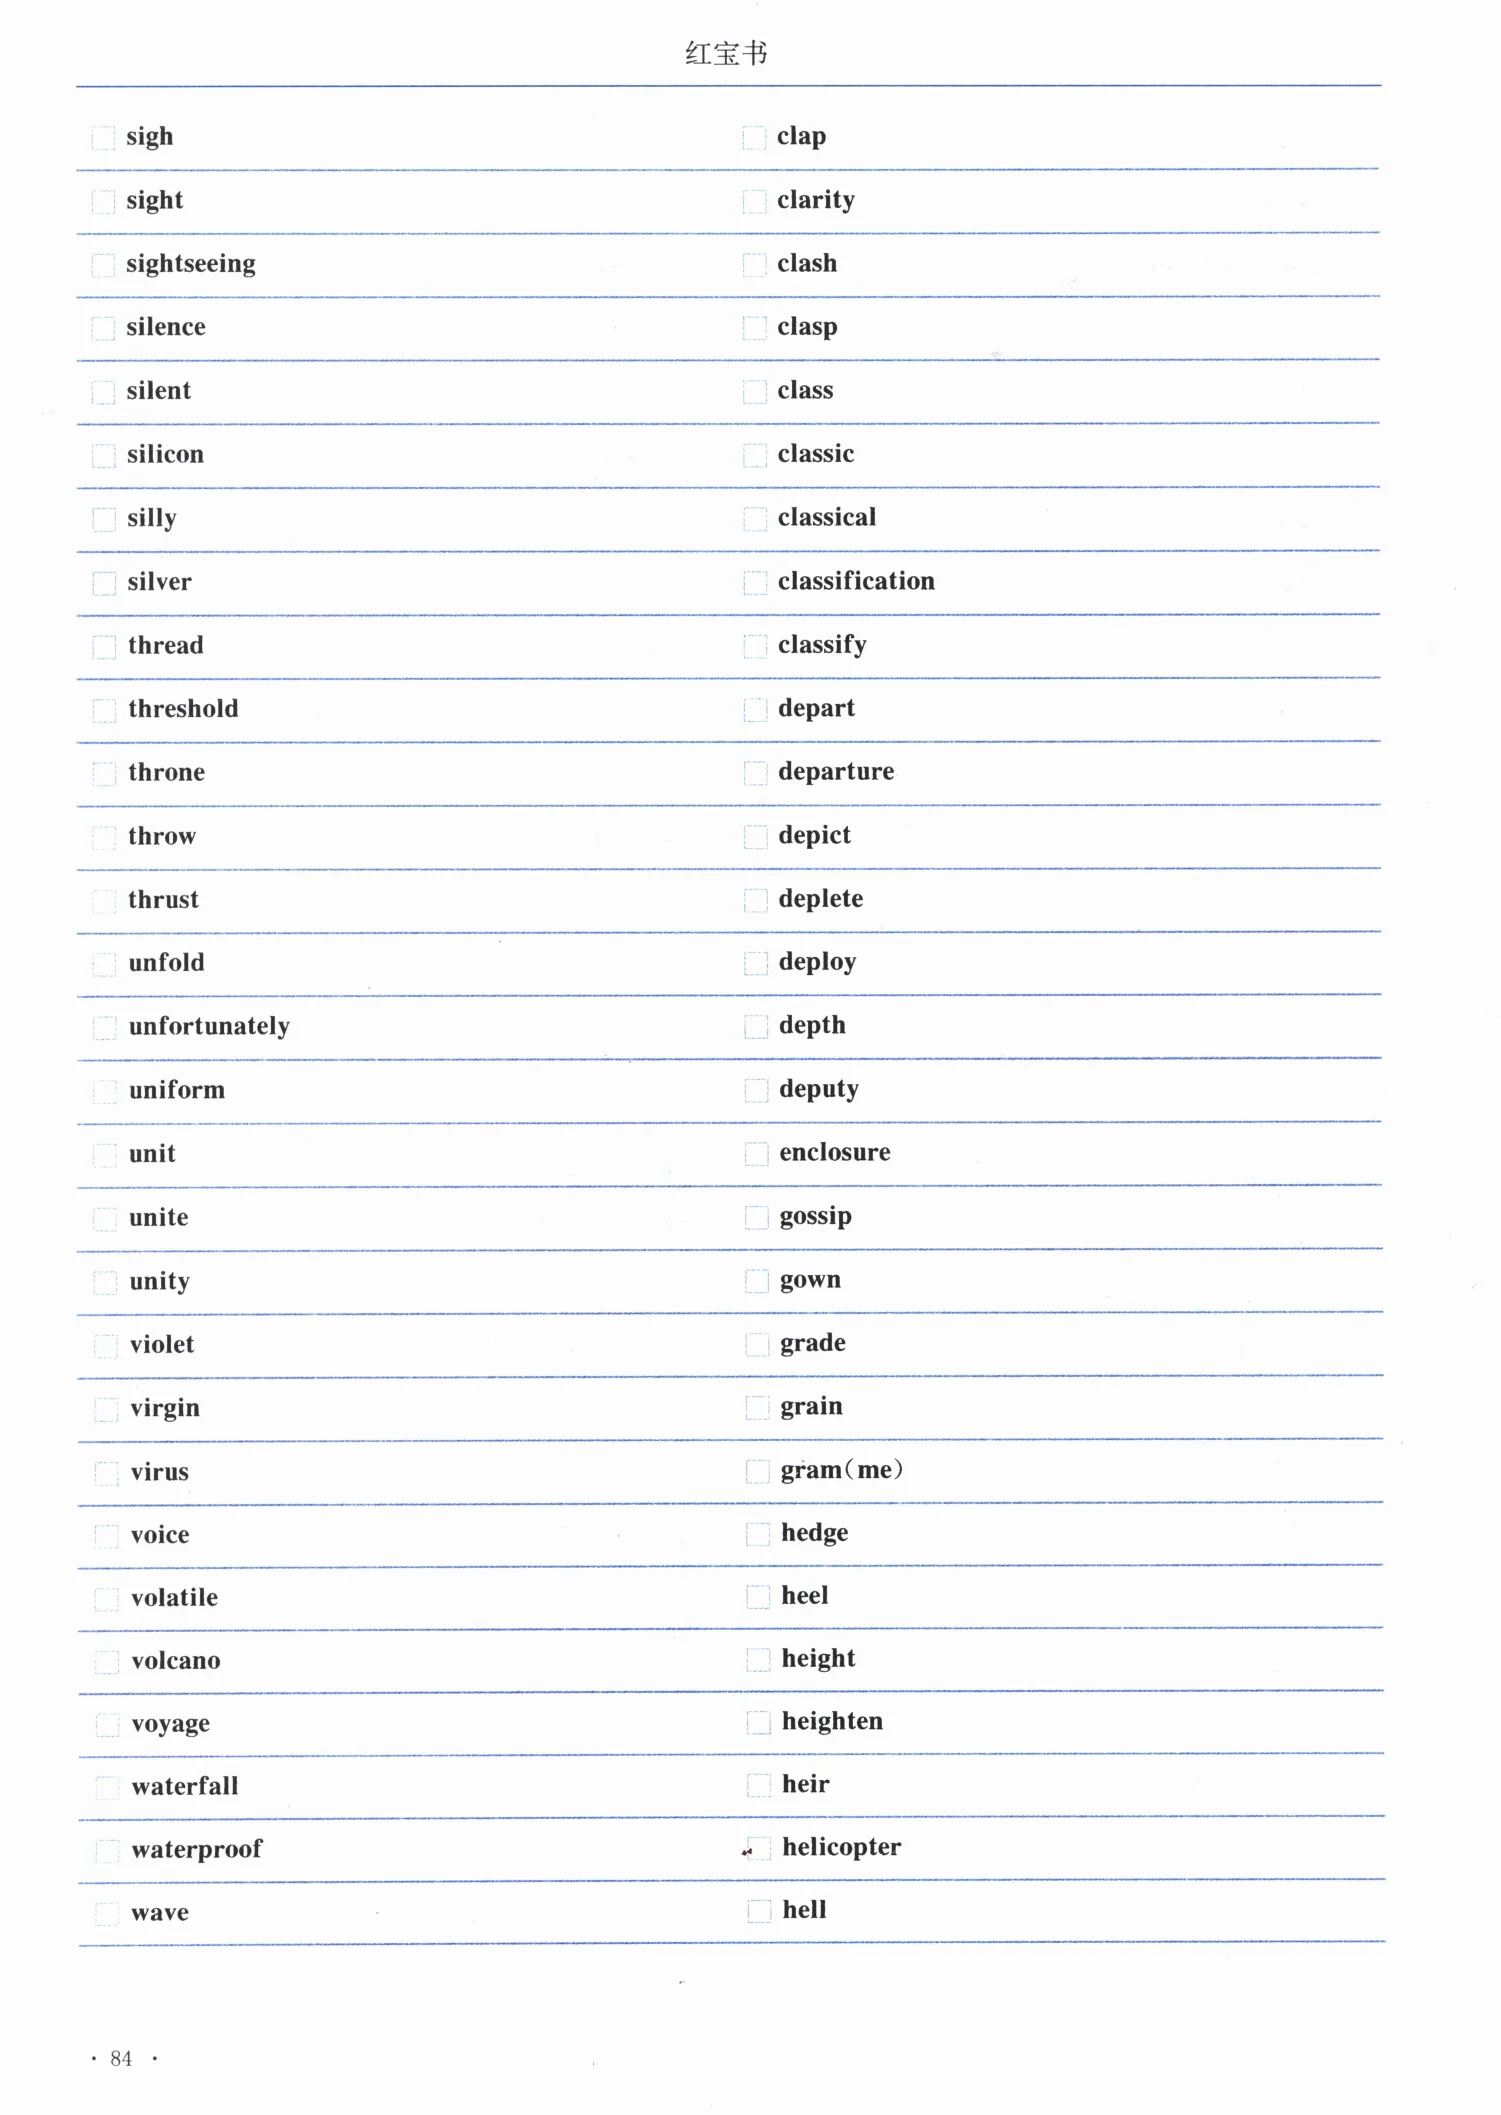 红宝书
sigh
sight
sightseeing
silence
silent
silicon
silly
silver
thread
threshold
throne
throw
thrust
unfold
unfortunately
uniform
unit
unite
unity
violet
virgin
virus
voice
volatile
volcano
voyage
waterfall
waterproof
wave
clap
clarity
clash
clasp
class
classic
classical
classification
classify
depart
departure
depict
deplete
deploy
depth
deputy
enclosure
gossip
gown
grade
grain
gram(me)
hedge
heel
height
heighten
heir
helicopter
hell
· 84 ·